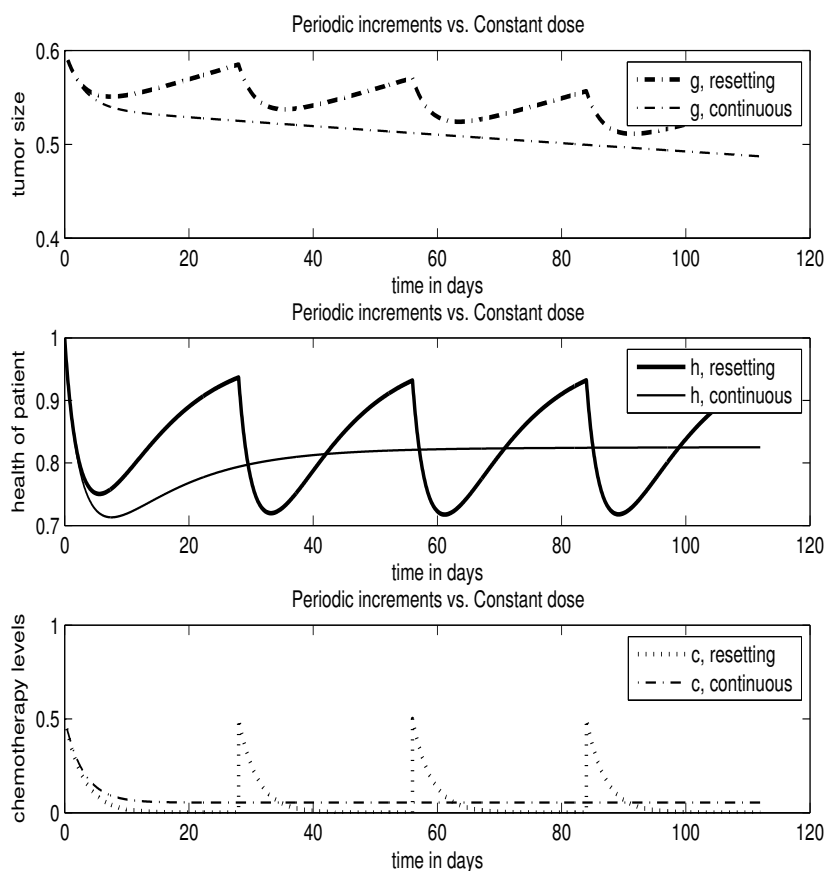 Periodic increments vs. Constant dose
0.6
0.5
0.4
tumor size
g, resetting
g, continuous
0 20 40 60 80 100 120
time in days
Periodic increments vs. Constant dose
1
0.9
0.8
0.7
health of patient
h, resetting
h, continuous
0 20 40 60 80 100 120
time in days
Periodic increments vs. Constant dose
1
0.5
0
chemotherapy levels
c, resetting
c, continuous
0 20 40 60 80 100 120
time in days